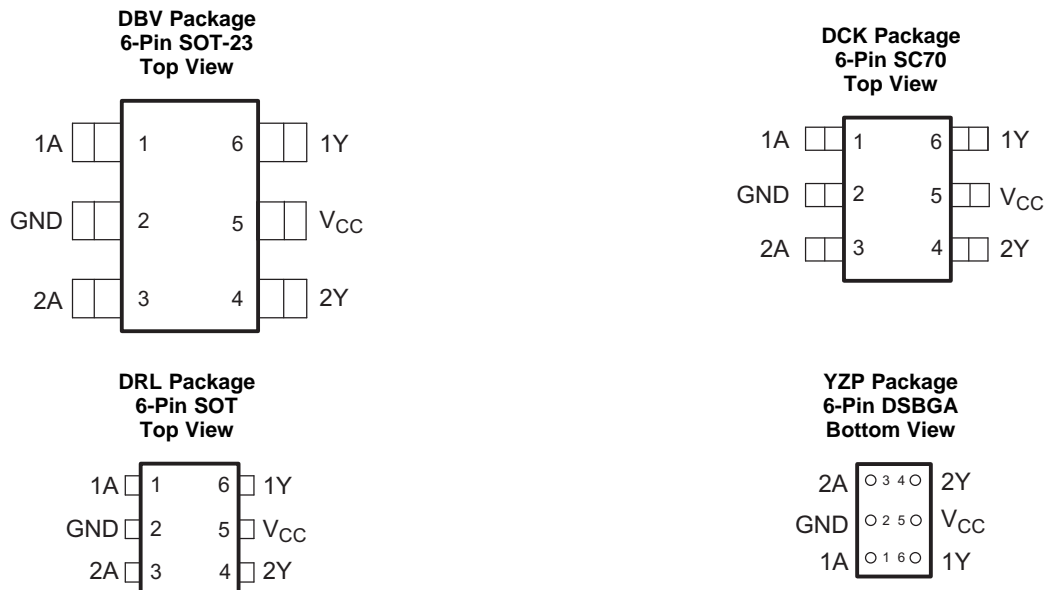 DBV Package
6-Pin SOT-23
Top View
1A 1 6 1Y
GND 2 5 VCC
2A 3 4 2Y
DCK Package
6-Pin SC70
Top View
1A 1 6 1Y
GND 2 5 VCC
2A 3 4 2Y
DRL Package
6-Pin SOT
Top View
1A 1 6 1Y
GND 2 5 VCC
2A 3 4 2Y
YZP Package
6-Pin DSBGA
Bottom View
2A 3 4 2Y
GND 2 5 VCC
1A 1 6 1Y